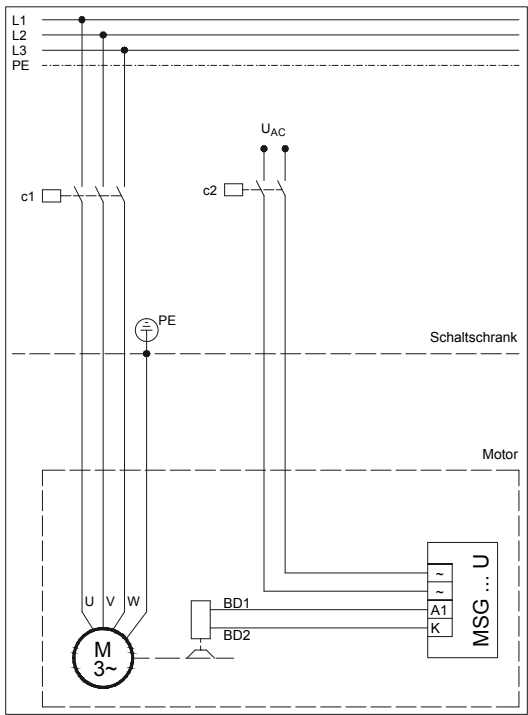 L1
L2
L3
PE
UAC
c1
c2
PE
Schaltschrank
Motor
U V W
M
3~
BD1
BD2
~
~
A1
K
MSG ... U